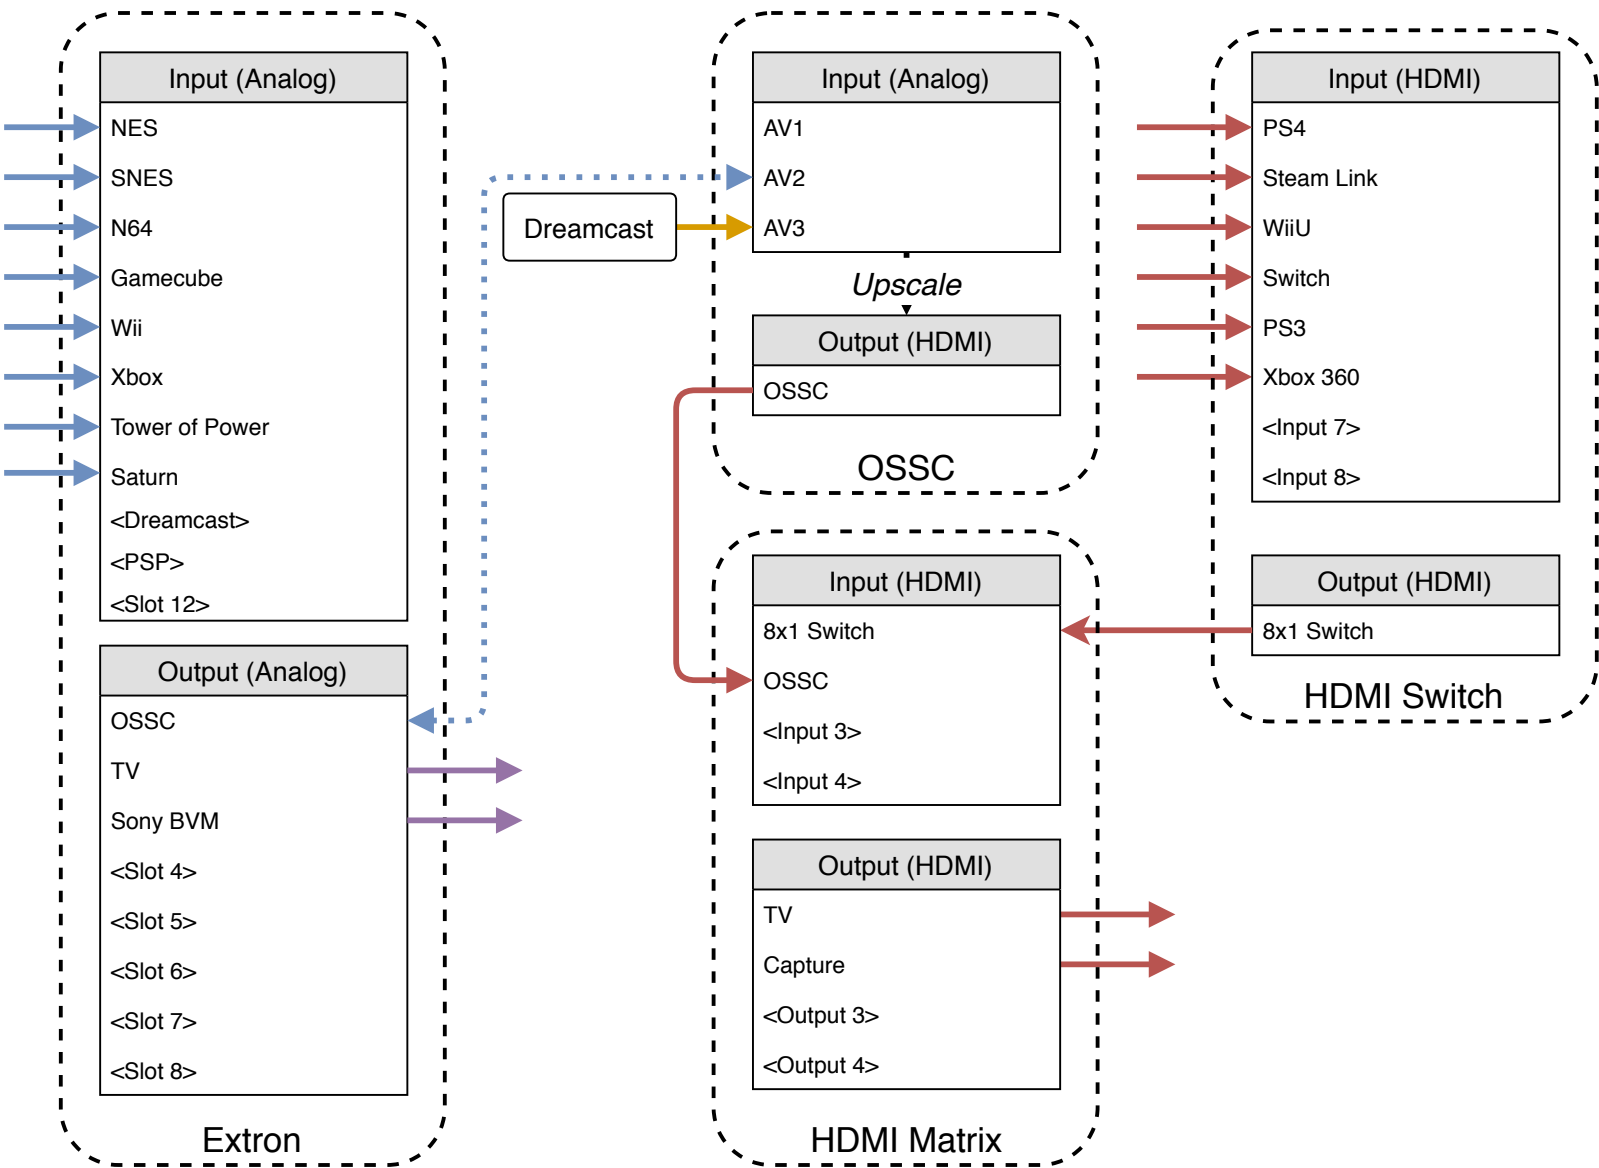 Input (Analog)
NES
SNES
N64
Gamecube
Wii
Xbox
Tower of Power
Saturn
<Dreamcast>
<PSP>
<Slot 12>
Output (Analog)
OSSC
TV
Sony BVM
<Slot 4>
<Slot 5>
<Slot 6>
<Slot 7>
<Slot 8>
Extron
Dreamcast
Input (Analog)
AV1
AV2
AV3
Upscale
Output (HDMI)
OSSC
OSSC
Input (HDMI)
8x1 Switch
OSSC
<Input 3>
<Input 4>
Output (HDMI)
TV
Capture
<Output 3>
<Output 4>
HDMI Matrix
Input (HDMI)
PS4
Steam Link
WiiU
Switch
PS3
Xbox 360
<Input 7>
<Input 8>
Output (HDMI)
8x1 Switch
HDMI Switch